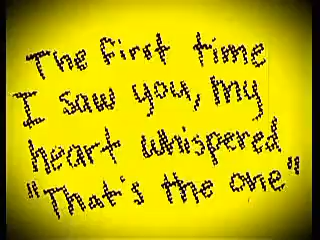 The first time
I saw you, my
heart whispered
"That's the one"